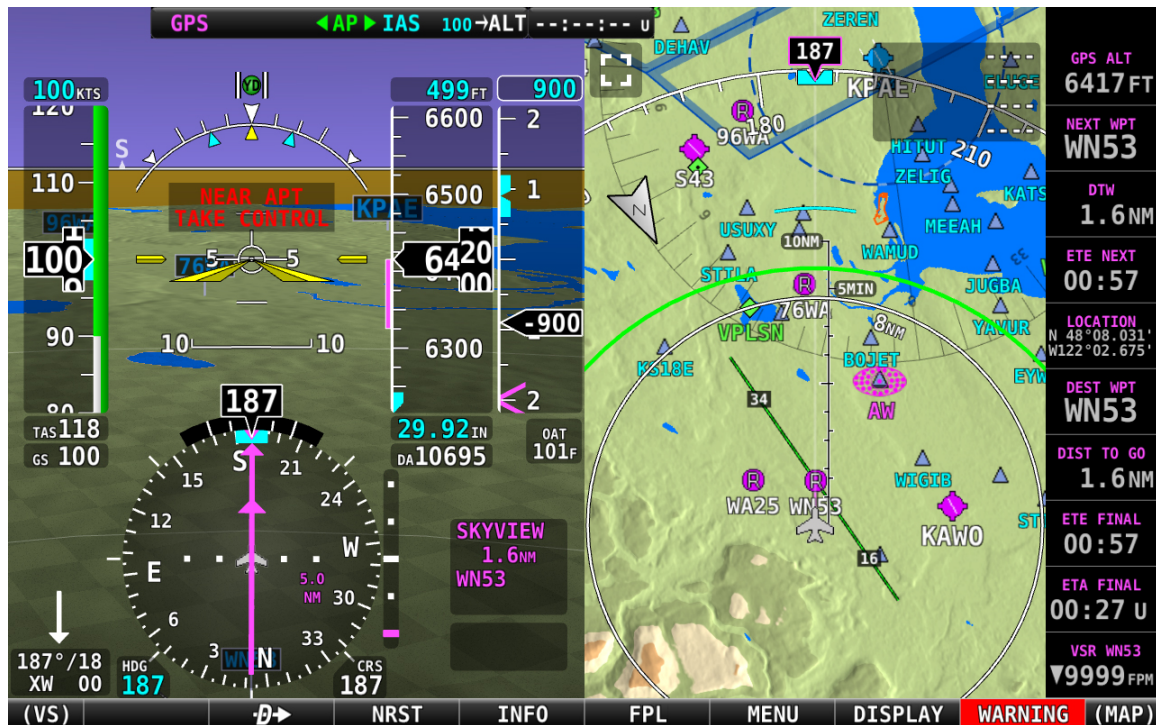 GPS
AP IAS 100→ALT --:--:-- U
100KTS
YD
499FT
900
120
110
100
90
80
TAS118
GS 100
S
NEAR APT
TAKE CONTROL
KPAE
5 5
10 10
6600
6500
6420
00
6300
2
1
-900
2
29.92IN
DA10695
OAT
101F
187
S
21
24
W
30
33
N
3
6
E
12
15
5.0
NM
SKYVIEW
1.6NM
WN53
187°/18
XW 00
HDG
187
CRS
187
ZEREN
DEHAV
187
KPAE
----
----
----
----
96WA
180
210
S43
HITUT
ZELIG
KATS
MEEAH
USUXY
WAMUD
10NM
STILA
JUGBA
33
N
5MIN
76WA
VPLSN
8NM
YAVUR
BOJET
KS18E
EYW
AW
34
WA25
WN53
WIGIB
KAWO
ST
16
GPS ALT
6417FT
NEXT WPT
WN53
DTW
1.6NM
ETE NEXT
00:57
LOCATION
N 48°08.031'
W122°02.675'
DEST WPT
WN53
DIST TO GO
1.6NM
ETE FINAL
00:57
ETA FINAL
00:27 U
VSR WN53
▼9999FPM
(VS)
D
NRST
INFO
FPL
MENU
DISPLAY
WARNING
(MAP)